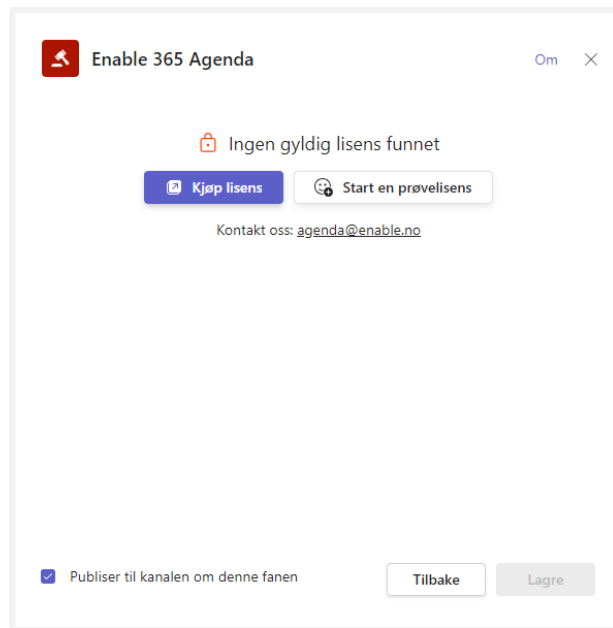 Enable 365 Agenda
Om
Ingen gyldig lisens funnet
Kjøp lisens
Start en prøvelisens
Kontakt oss: agenda@enable.no
Publiser til kanalen om denne fanen
Tilbake
Lagre